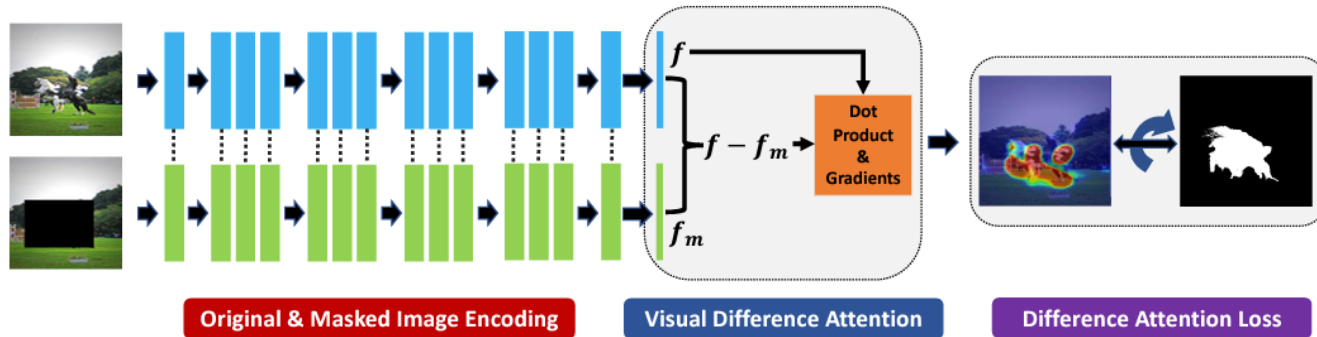 f
f − f_m
f_m
Dot
Product
&
Gradients
Original & Masked Image Encoding
Visual Difference Attention
Difference Attention Loss